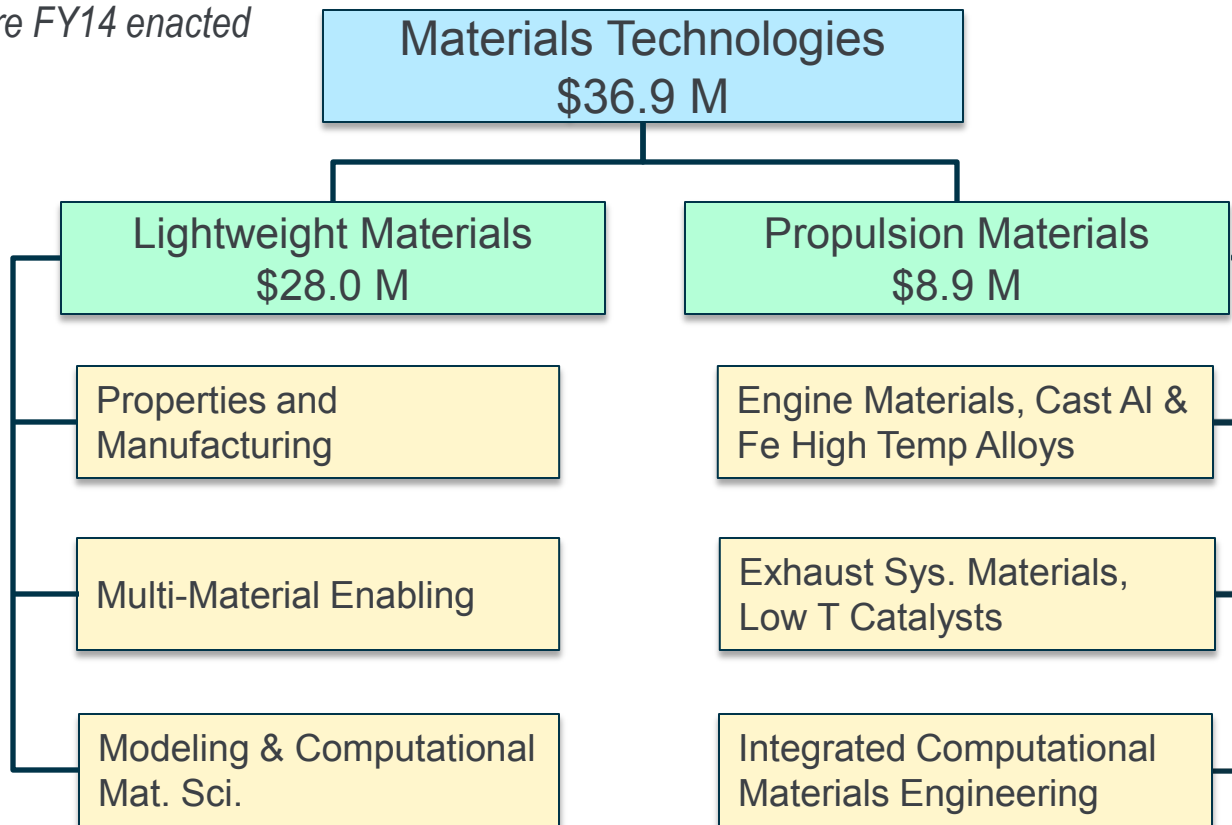 re FY14 enacted
Materials Technologies
$36.9 M
Lightweight Materials
$28.0 M
Propulsion Materials
$8.9 M
Properties and
Manufacturing
Engine Materials, Cast Al &
Fe High Temp Alloys
Multi-Material Enabling
Exhaust Sys. Materials,
Low T Catalysts
Modeling & Computational
Mat. Sci.
Integrated Computational
Materials Engineering